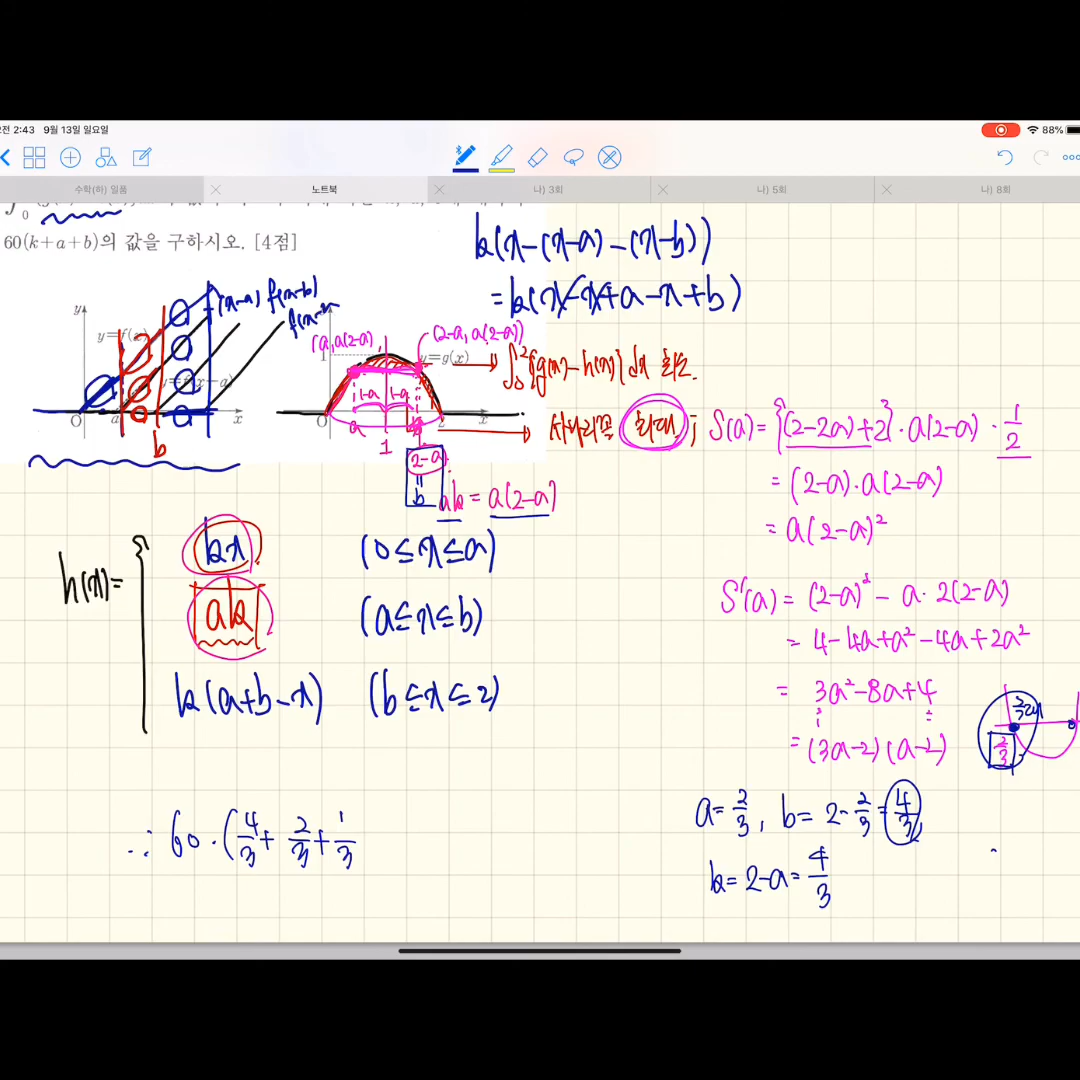 오전 2:43 9월 13일 일요일
88%
수학(하) 일품
노트북
나) 3회
나) 5회
나) 8회
60(k+a+b)의 값을 구하시오. [4점]
k(x-(x-a)-(x-b))
=k(x-x+a-x+b)
y
y=f(x)
(x-a) f(x-b)
y=f(x-a)
O
a
b
x
(a, a(2-a))
(2-a, a(2-a))
1
y=g(x)
1-a
1-a
O
a
1
2
x
2-a
=
b
ak = a(2-a)
→ ∫₀²{g(x)-h(x)}dx 최소.
→ 사다리꼴 최대 ; S(a) = {(2-2a)+2}·a(2-a)·1/2
= (2-a)·a(2-a)
= a(2-a)²
h(x)=
kx (0≤x≤a)
ak (a≤x≤b)
k(a+b-x) (b≤x≤2)
S'(a) = (2-a)² - a·2(2-a)
= 4-4a+a²-4a+2a²
= 3a²-8a+4
= (3a-2)(a-2)
2/3
a=2/3, b=2-2/3=4/3
k=2-a=4/3
∴ 60·(4/3+2/3+1/3